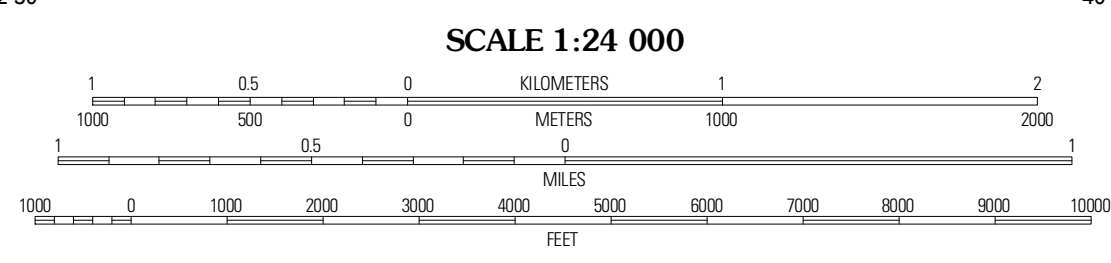 SCALE 1:24 000
1 0.5 0 KILOMETERS 1 2
1000 500 0 METERS 1000 2000
1 0.5 0 1
MILES
1000 0 1000 2000 3000 4000 5000 6000 7000 8000 9000 10000
FEET